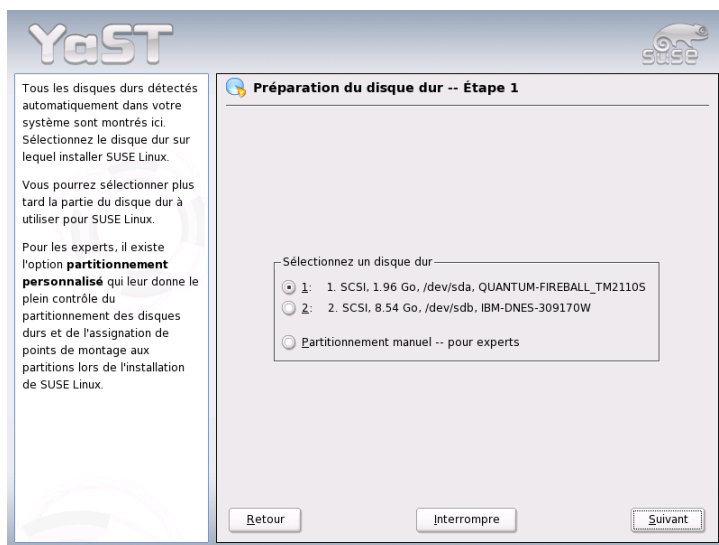 YaST
SUSE
Tous les disques durs détectés
automatiquement dans votre
système sont montrés ici.
Sélectionnez le disque dur sur
lequel installer SUSE Linux.
Vous pourrez sélectionner plus
tard la partie du disque dur à
utiliser pour SUSE Linux.
Pour les experts, il existe
l'option partitionnement
personnalisé qui leur donne le
plein contrôle du
partitionnement des disques
durs et de l'assignation de
points de montage aux
partitions lors de l'installation
de SUSE Linux.
Préparation du disque dur -- Étape 1
Sélectionnez un disque dur
1: 1. SCSI, 1.96 Go, /dev/sda, QUANTUM-FIREBALL_TM2110S
2: 2. SCSI, 8.54 Go, /dev/sdb, IBM-DNES-309170W
Partitionnement manuel -- pour experts
Retour
Interrompre
Suivant